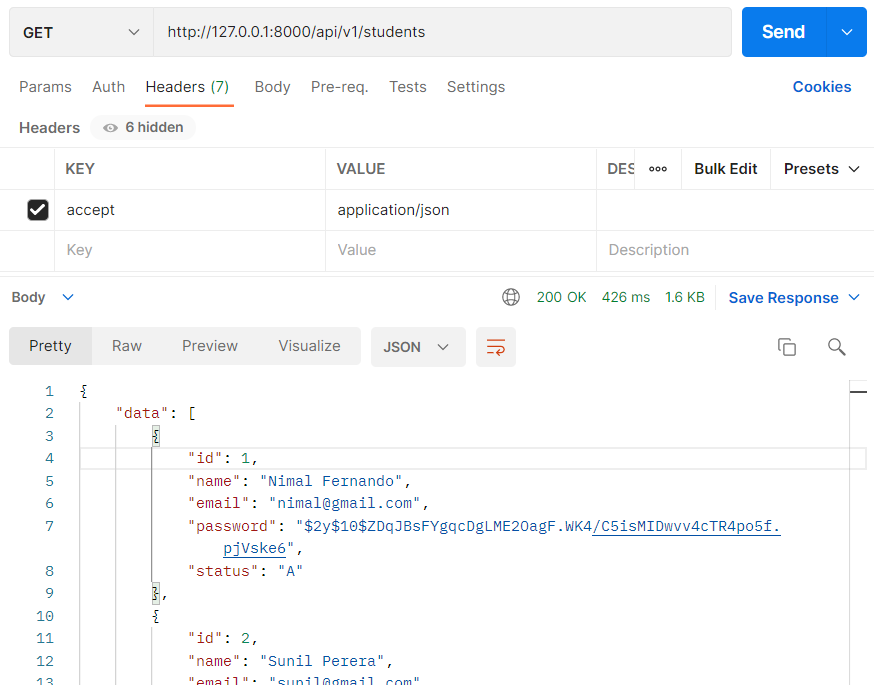 GET http://127.0.0.1:8000/api/v1/students Send
Params Auth Headers (7) Body Pre-req. Tests Settings Cookies
Headers 6 hidden
KEY VALUE DES Bulk Edit Presets
accept application/json
Key Value Description
Body 200 OK 426 ms 1.6 KB Save Response
Pretty Raw Preview Visualize JSON
1 {
2 "data": [
3 {
4 "id": 1,
5 "name": "Nimal Fernando",
6 "email": "nimal@gmail.com",
7 "password": "$2y$10$ZDqJBsFYgqcDgLME2OagF.WK4/C5isMIDwvv4cTR4po5f.
pjVske6",
8 "status": "A"
9 },
10 {
11 "id": 2,
12 "name": "Sunil Perera",
13 "email": "sunil@gmail.com"